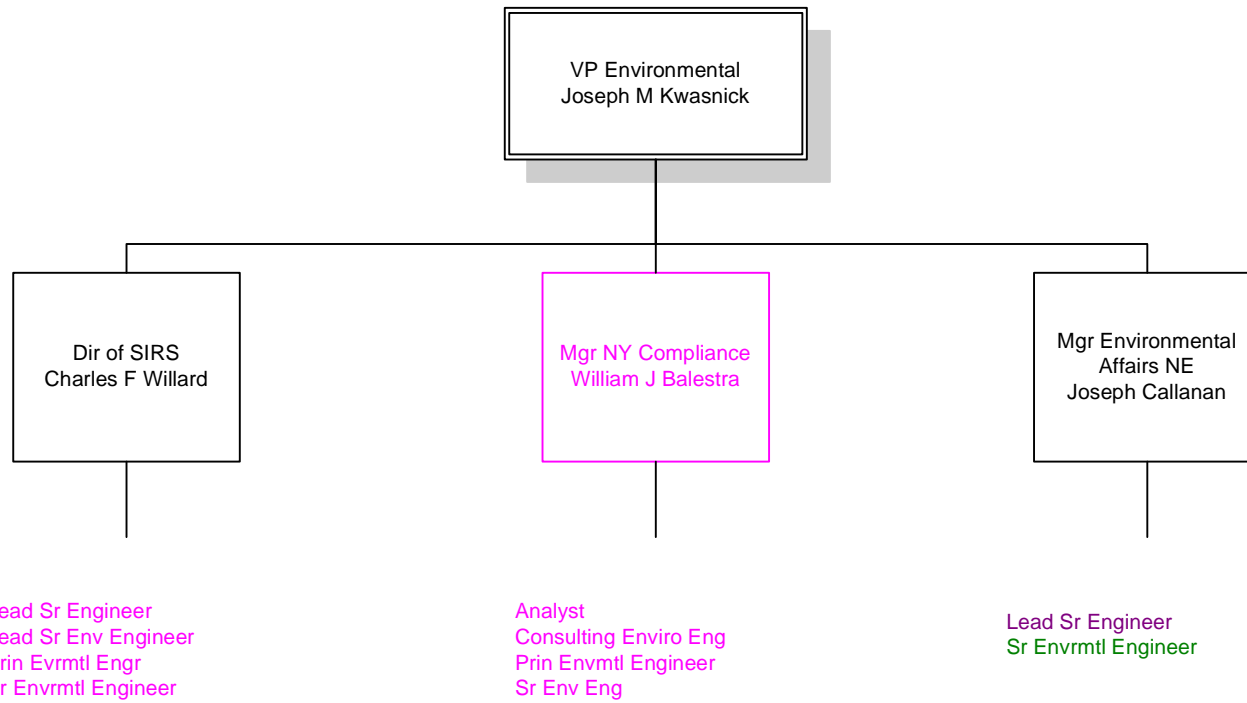 VP Environmental
Joseph M Kwasnick
Dir of SIRS
Charles F Willard
Mgr NY Compliance
William J Balestra
Mgr Environmental
Affairs NE
Joseph Callanan
ead Sr Engineer
ead Sr Env Engineer
rin Evrmtl Engr
r Envrmtl Engineer
Analyst
Consulting Enviro Eng
Prin Envmtl Engineer
Sr Env Eng
Lead Sr Engineer
Sr Envrmtl Engineer